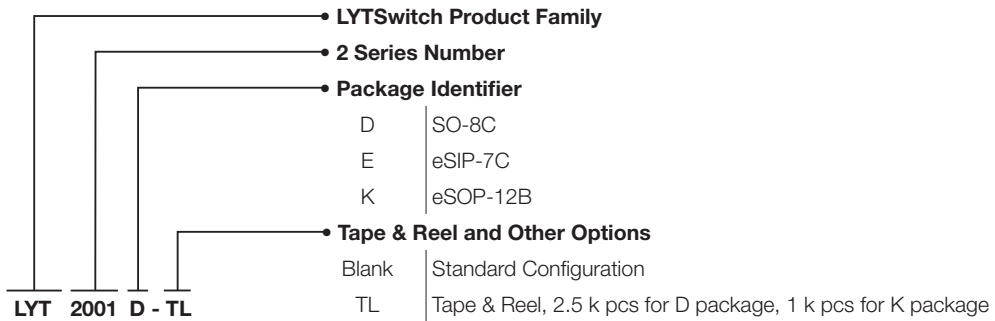 LYTSwitch Product Family
2 Series Number
Package Identifier
D SO-8C
E eSIP-7C
K eSOP-12B
Tape & Reel and Other Options
Blank Standard Configuration
TL Tape & Reel, 2.5 k pcs for D package, 1 k pcs for K package
LYT 2001 D - TL